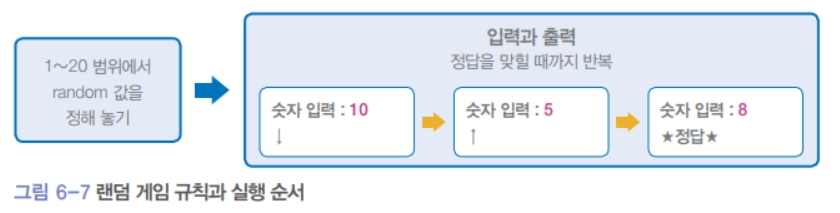 1~20 범위에서
random 값을
정해 놓기
입력과 출력
정답을 맞힐 때까지 반복
숫자 입력 : 10
↓
숫자 입력 : 5
↑
숫자 입력 : 8
★정답★
그림 6-7 랜덤 게임 규칙과 실행 순서